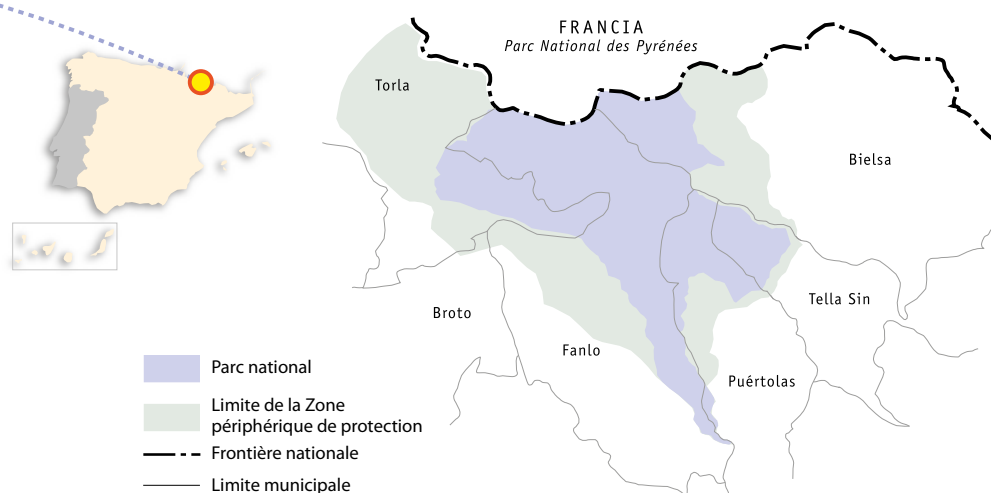 FRANCIA
Parc National des Pyrénées
Torla
Bielsa
Tella Sin
Broto
Fanlo
Puértolas
Parc national
Limite de la Zone
périphérique de protection
Frontière nationale
Limite municipale